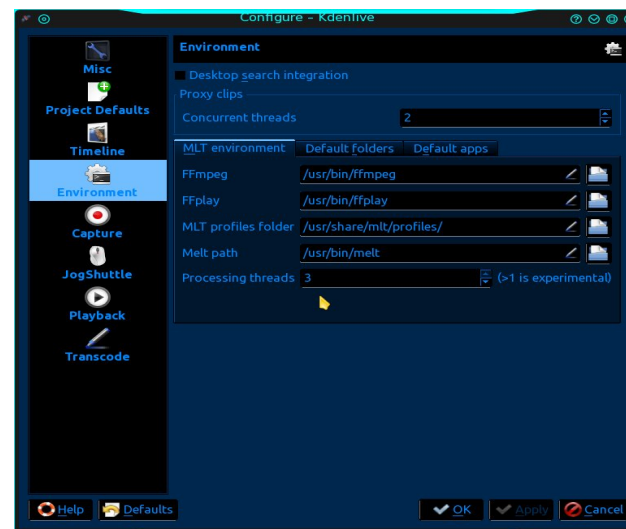 Configure – Kdenlive
Misc
Project Defaults
Timeline
Environment
Capture
JogShuttle
Playback
Transcode
Environment
Desktop search integration
Proxy clips
Concurrent threads 2
MLT environment Default folders Default apps
FFmpeg /usr/bin/ffmpeg
FFplay /usr/bin/ffplay
MLT profiles folder /usr/share/mlt/profiles/
Melt path /usr/bin/melt
Processing threads 3 (>1 is experimental)
Help Defaults OK Apply Cancel